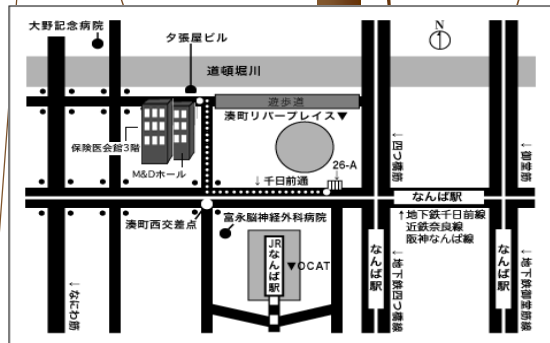 大野記念病院
夕張屋ビル
N
道頓堀川
遊歩道
湊町リバープレイス▼
保険医会館3階
M&Dホール
26-A
↓千日前通
↓四つ橋筋
↓御堂筋
なんば駅
↑地下鉄千日前線
近鉄奈良線
阪神なんば線
湊町西交差点
富永脳神経外科病院
JRなんば駅
▼OCAT
なんば駅
↓地下鉄四つ橋線
なんば駅
↓地下鉄御堂筋線
↓なにわ筋